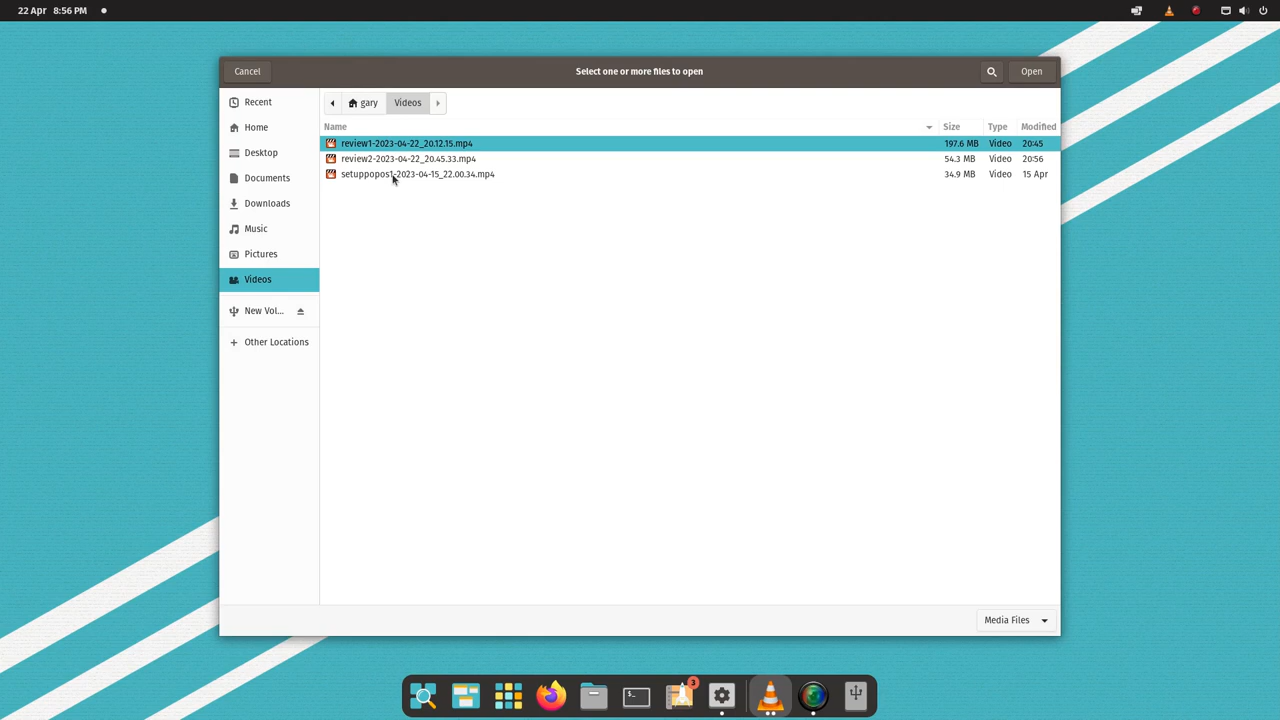 22 Apr 8:56 PM
Cancel
Select one or more files to open
Open
Recent
Home
Desktop
Documents
Downloads
Music
Pictures
Videos
New Vol...
Other Locations
gary
Videos
Name Size Type Modified
review1-2023-04-22_20.12.15.mp4 197.6 MB Video 20:45
review2-2023-04-22_20.45.33.mp4 54.3 MB Video 20:56
setuppopos1-2023-04-15_22.00.34.mp4 34.9 MB Video 15 Apr
Media Files
>_
3